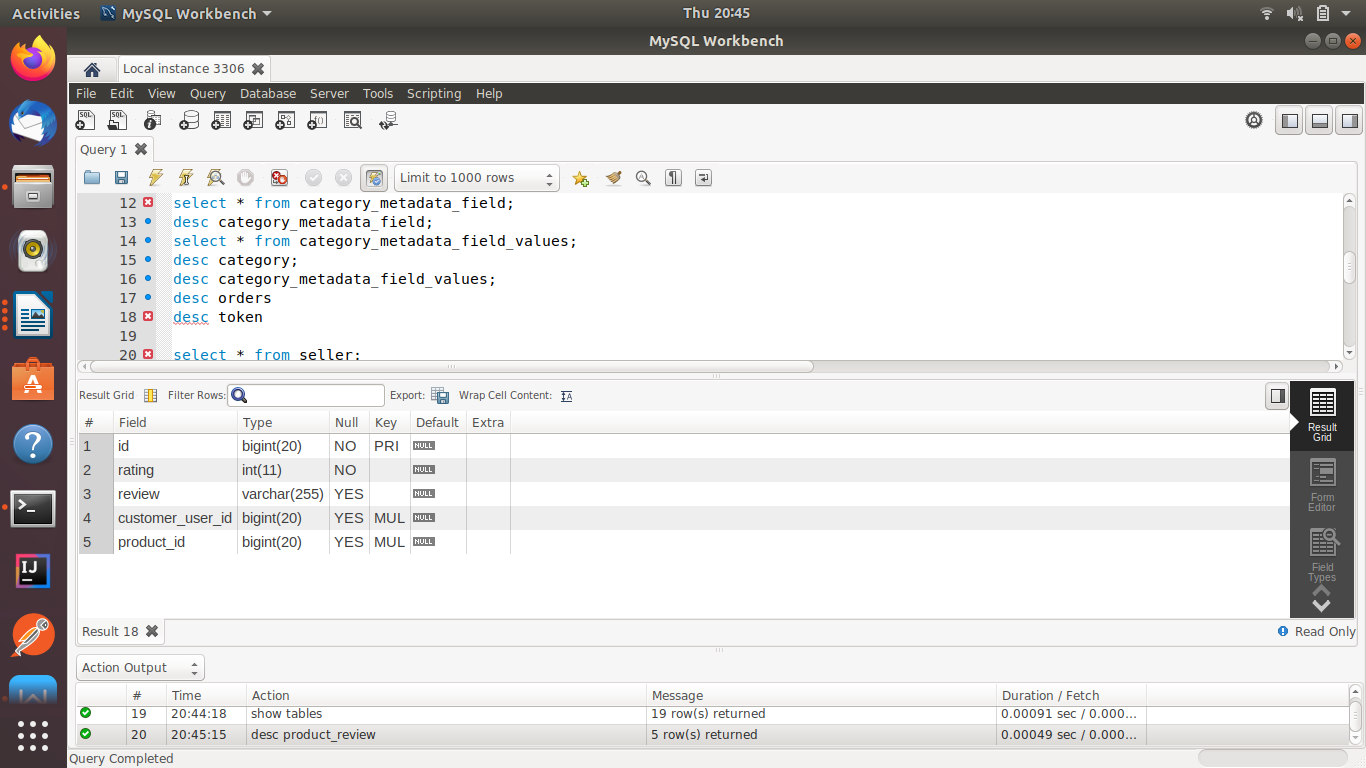 Activities MySQL Workbench Thu 20:45
MySQL Workbench
Local instance 3306
File Edit View Query Database Server Tools Scripting Help
Query 1
Limit to 1000 rows
12 select * from category_metadata_field;
13 desc category_metadata_field;
14 select * from category_metadata_field_values;
15 desc category;
16 desc category_metadata_field_values;
17 desc orders
18 desc token
19
20 select * from seller;
Result Grid Filter Rows: Export: Wrap Cell Content:
# Field Type Null Key Default Extra
1 id bigint(20) NO PRI NULL
2 rating int(11) NO NULL
3 review varchar(255) YES NULL
4 customer_user_id bigint(20) YES MUL NULL
5 product_id bigint(20) YES MUL NULL
Result
Grid
Form
Editor
Field
Types
Result 18 Read Only
Action Output
# Time Action Message Duration / Fetch
19 20:44:18 show tables 19 row(s) returned 0.00091 sec / 0.000...
20 20:45:15 desc product_review 5 row(s) returned 0.00049 sec / 0.000...
Query Completed